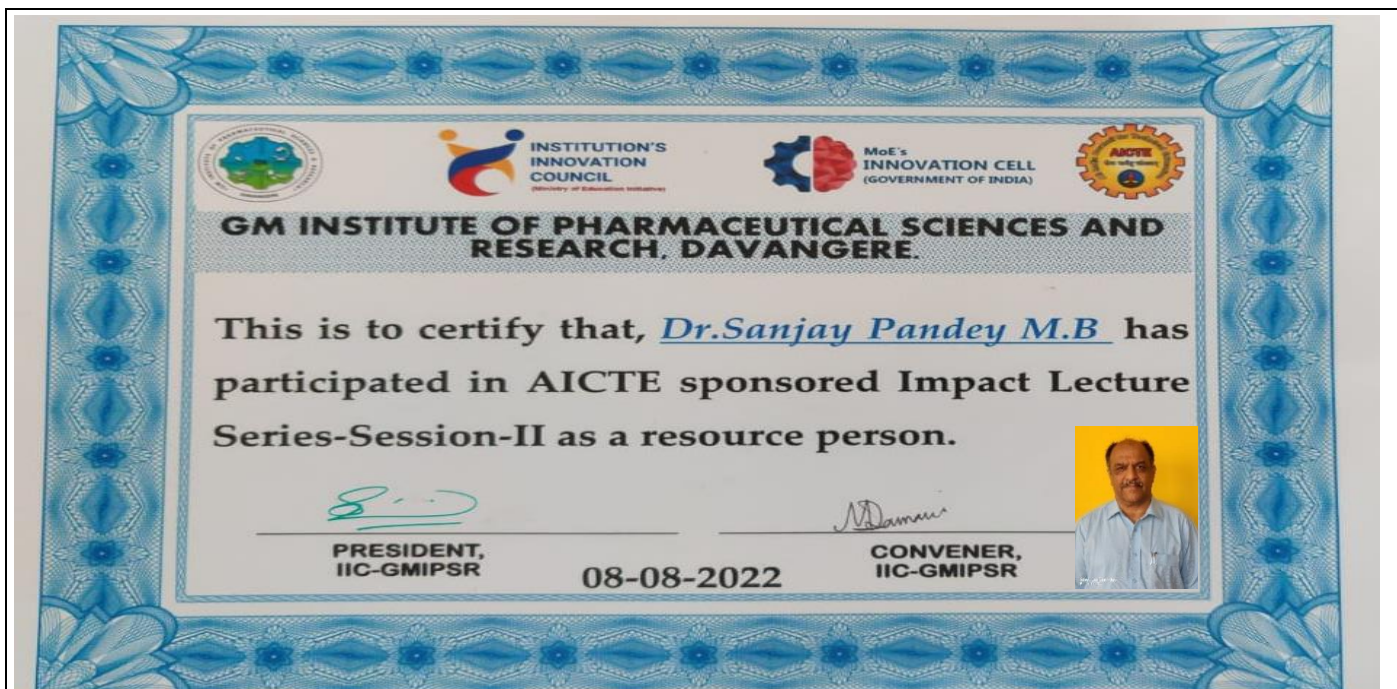 INSTITUTION'S
INNOVATION
COUNCIL
(Ministry of Education Initiative)
MoE's
INNOVATION CELL
(GOVERNMENT OF INDIA)
AICTE
GM INSTITUTE OF PHARMACEUTICAL SCIENCES AND
RESEARCH, DAVANGERE.
This is to certify that, Dr.Sanjay Pandey M.B has
participated in AICTE sponsored Impact Lecture
Series-Session-II as a resource person.
PRESIDENT,
IIC-GMIPSR
08-08-2022
CONVENER,
IIC-GMIPSR